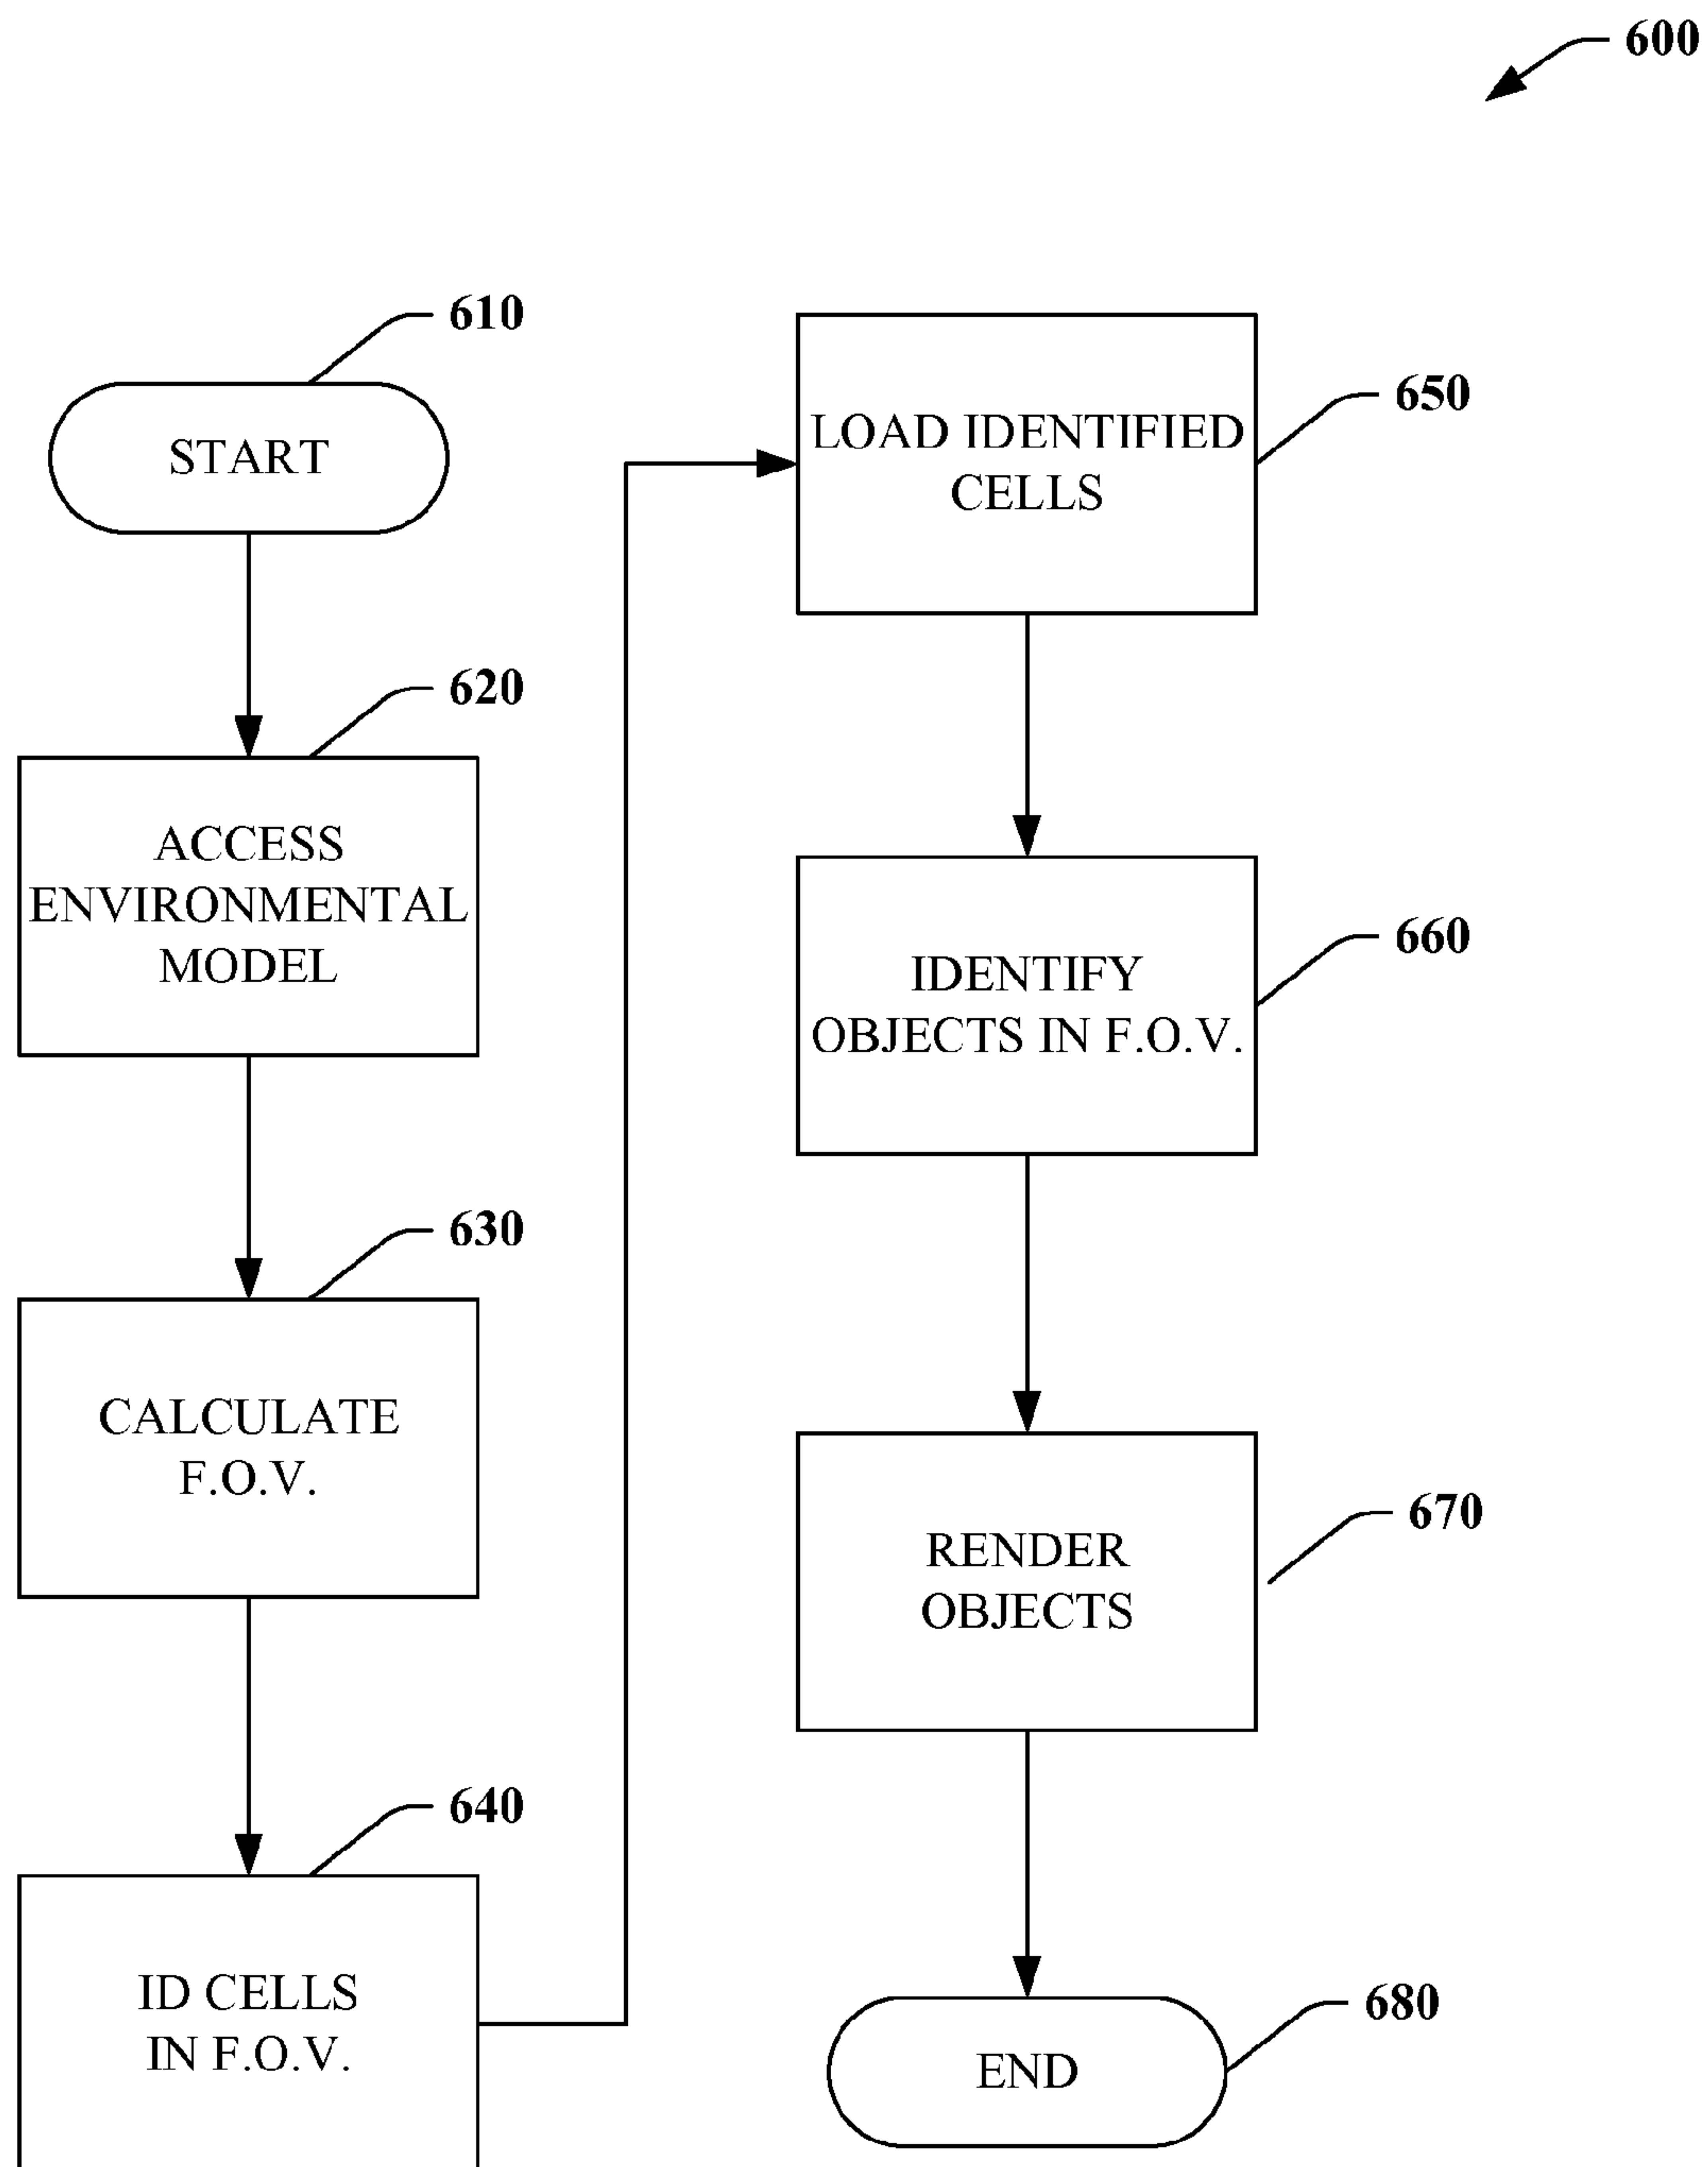 600
610
START
620
ACCESS
ENVIRONMENTAL
MODEL
630
CALCULATE
F.O.V.
640
ID CELLS
IN F.O.V.
650
LOAD IDENTIFIED
CELLS
660
IDENTIFY
OBJECTS IN F.O.V.
670
RENDER
OBJECTS
680
END